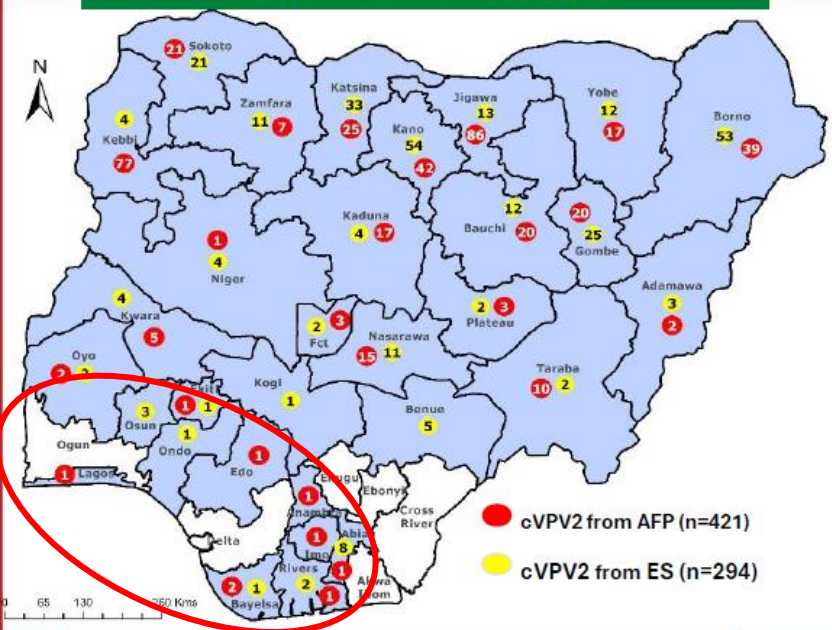 21 Sokoto
21
N
Katsina
33
25
Zamfara
11 7
Jigawa
13
86
Yobe
12
17
4
Kebbi
77
Kano
54
42
Borno
53
39
Kaduna
4 17
12
Bauchi 20
20
25
Gombe
1
4
Niger
Adamawa
3
2
4
Kwara
5
2 3
Fct
2 3
Plateau
Nasarawa
15 11
Oyo
2
Taraba
10 2
Kogi
1
1 1
3
Osun
Benue
5
1
Ondo
Ogun
1 Lagos
1
Edo
Ebonyi
Cross
River
1
1
Imo
Abia
8
1
Rivers
2
1
Akwa
2 1
Bayelsa
cVPV2 from AFP (n=421)
cVPV2 from ES (n=294)
0 65 130 260 Kms